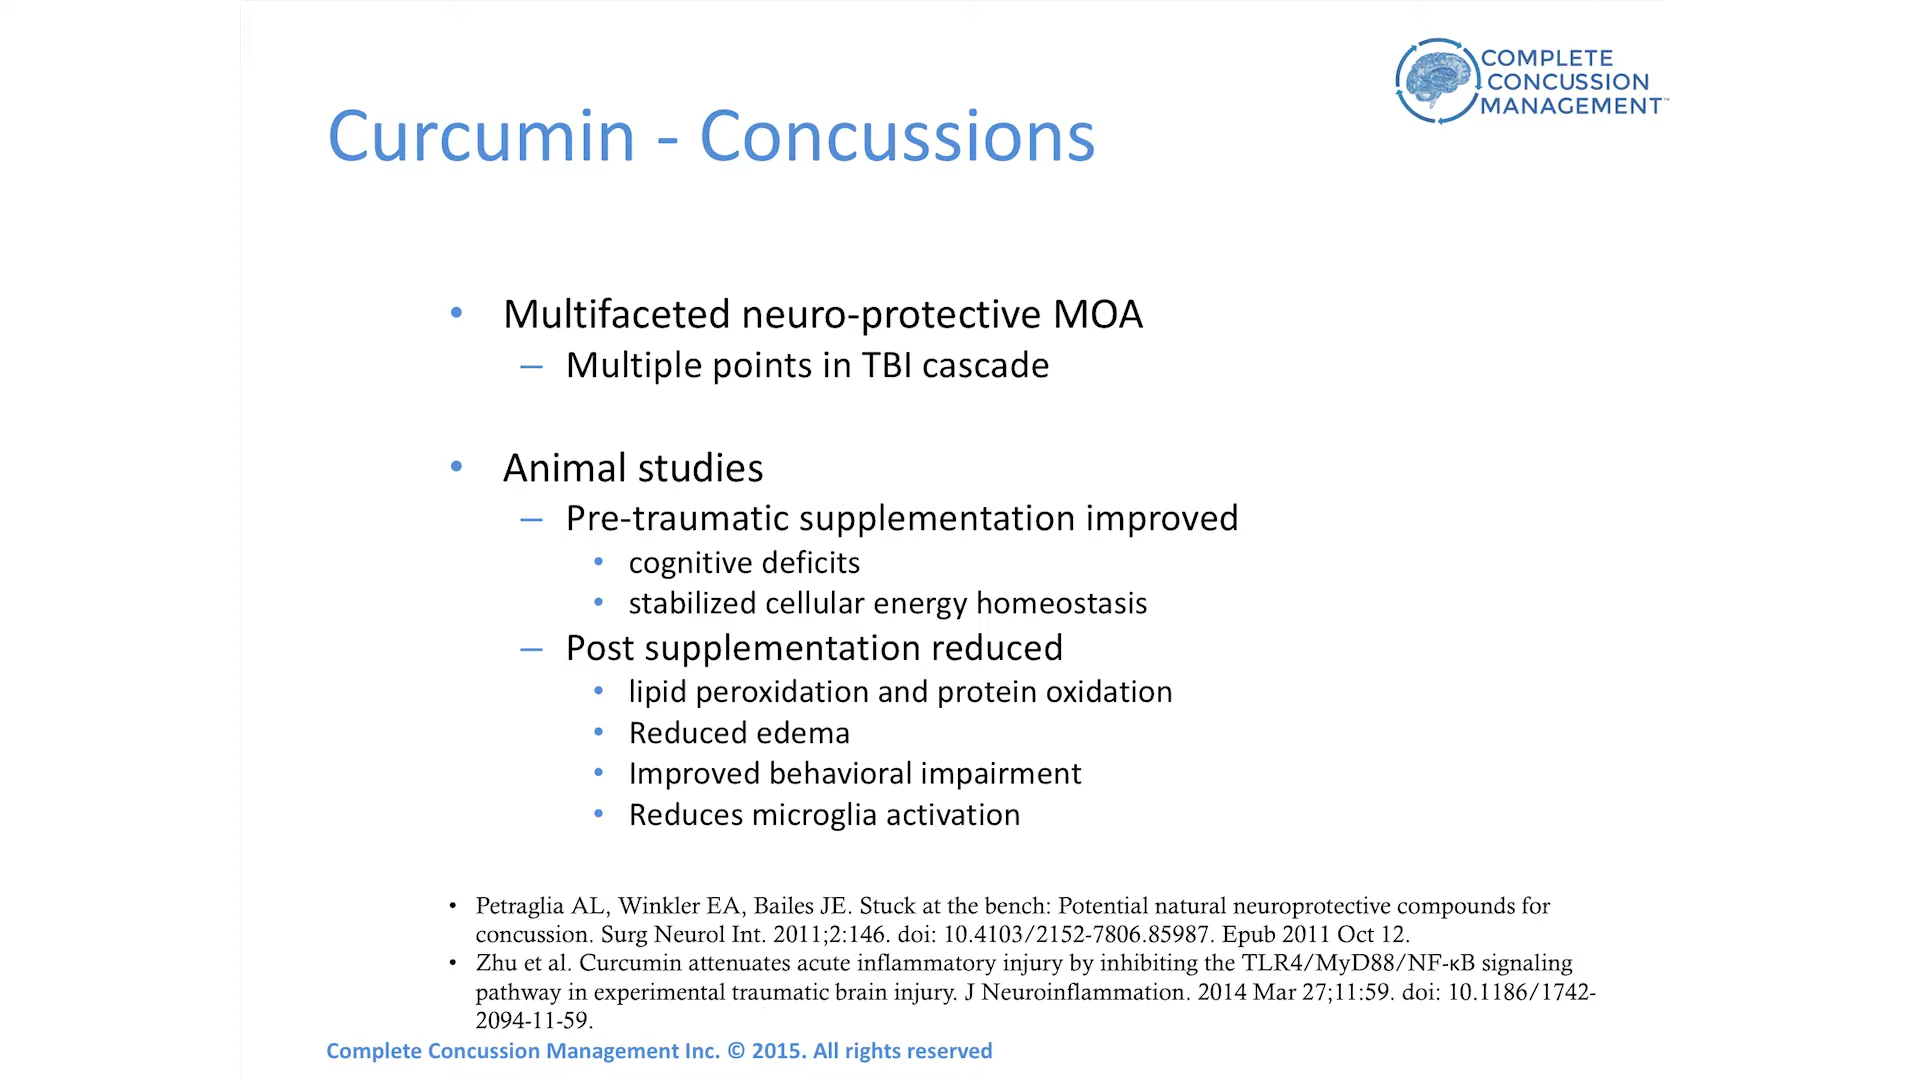 COMPLETE
CONCUSSION
MANAGEMENT™
Curcumin - Concussions
• Multifaceted neuro-protective MOA
– Multiple points in TBI cascade
• Animal studies
– Pre-traumatic supplementation improved
• cognitive deficits
• stabilized cellular energy homeostasis
– Post supplementation reduced
• lipid peroxidation and protein oxidation
• Reduced edema
• Improved behavioral impairment
• Reduces microglia activation
• Petraglia AL, Winkler EA, Bailes JE. Stuck at the bench: Potential natural neuroprotective compounds for
concussion. Surg Neurol Int. 2011;2:146. doi: 10.4103/2152-7806.85987. Epub 2011 Oct 12.
• Zhu et al. Curcumin attenuates acute inflammatory injury by inhibiting the TLR4/MyD88/NF-κB signaling
pathway in experimental traumatic brain injury. J Neuroinflammation. 2014 Mar 27;11:59. doi: 10.1186/1742-
2094-11-59.
Complete Concussion Management Inc. © 2015. All rights reserved